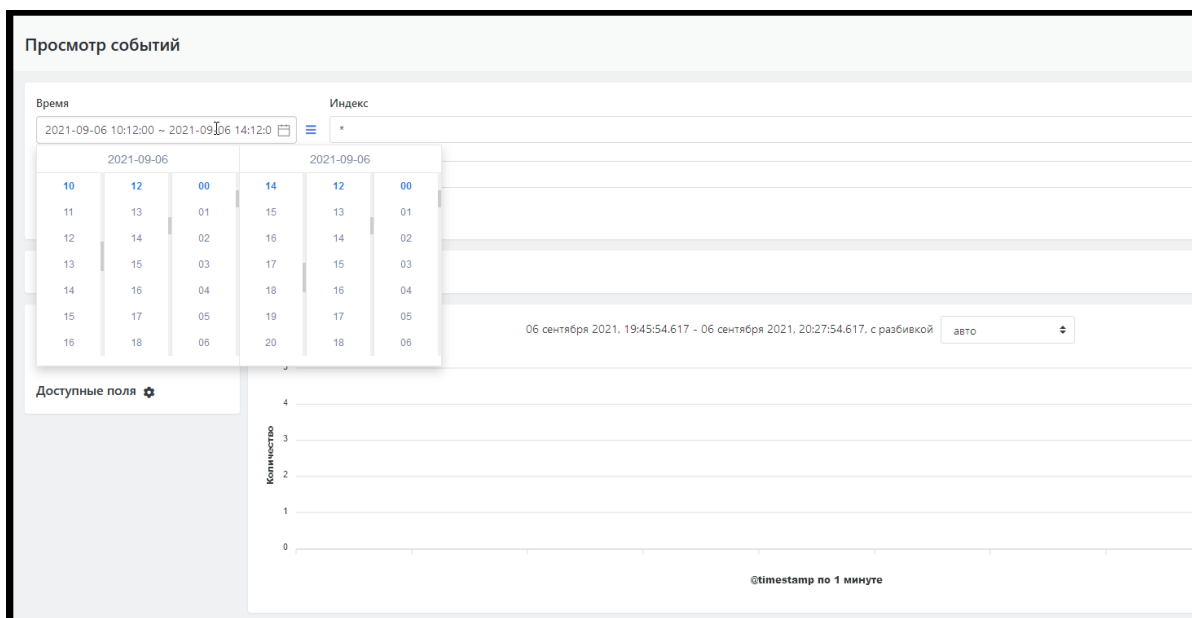 Просмотр событий
Время Индекс
2021-09-06 10:12:00 ~ 2021-09-06 14:12:0 *
2021-09-06 2021-09-06
10 12 00 14 12 00
11 13 01 15 13 01
12 14 02 16 14 02
13 15 03 17 15 03
14 16 04 18 16 04
15 17 05 19 17 05
16 18 06 20 18 06
06 сентября 2021, 19:45:54.617 - 06 сентября 2021, 20:27:54.617, с разбивкой авто
Доступные поля
5
4
3
2
1
0
Количество
@timestamp по 1 минуте